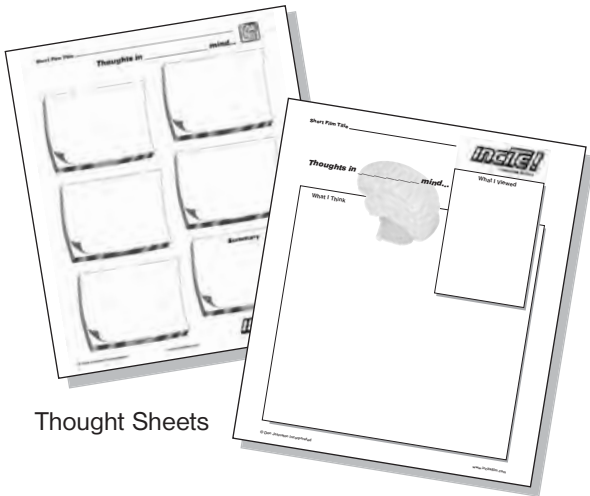 Short Film Title
Thoughts in mind...
Summary
Short Film Title
INCITE!
Thoughts in mind...
What I Viewed
What I Think
Thought Sheets